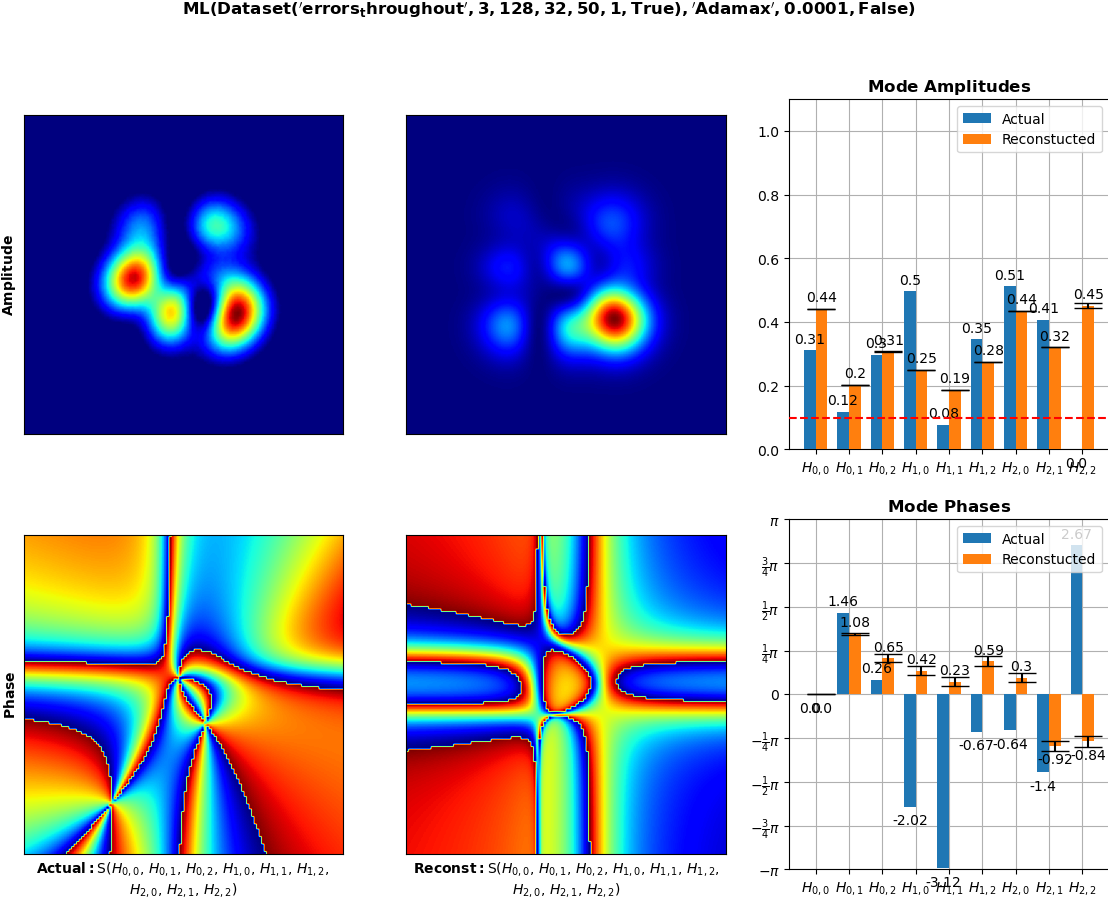 ML(Dataset('errors_throughout', 3, 128, 32, 50, 1, True), 'Adamax', 0.0001, False)
Amplitude
Mode Amplitudes
Actual
Reconstucted
1.0
0.8
0.6
0.4
0.2
0.0
0.31 0.12 0.3 0.5 0.08 0.35 0.51 0.41 0.0
0.44 0.2 0.31 0.25 0.19 0.28 0.44 0.32 0.45
H0,0 H0,1 H0,2 H1,0 H1,1 H1,2 H2,0 H2,1 H2,2
Phase
Mode Phases
Actual
Reconstucted
π
3/4π
1/2π
1/4π
0
−1/4π
−1/2π
−3/4π
−π
0.0 1.46 0.26 -2.02 -3.12 -0.67 -0.64 -1.4 2.67
0.0 1.08 0.65 0.42 0.23 0.59 0.3 -0.92 -0.84
H0,0 H0,1 H0,2 H1,0 H1,1 H1,2 H2,0 H2,1 H2,2
Actual: S(H0,0, H0,1, H0,2, H1,0, H1,1, H1,2,
H2,0, H2,1, H2,2)
Reconst: S(H0,0, H0,1, H0,2, H1,0, H1,1, H1,2,
H2,0, H2,1, H2,2)